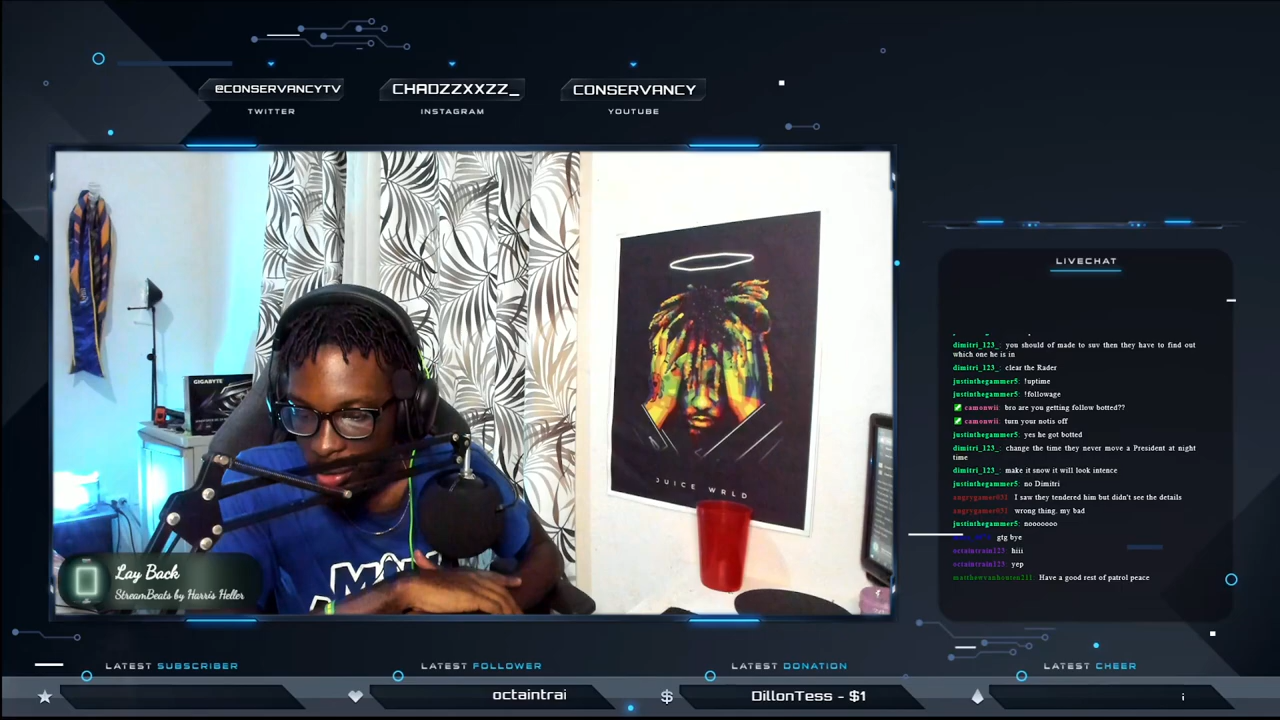 @CONSERVANCYTV
CHADZZXXZZ_
CONSERVANCY
TWITTER
INSTAGRAM
YOUTUBE
GIGABYTE
JUICE WRLD
Lay Back
StreamBeats by Harris Heller
LIVECHAT
dimitri_123_: you should of made to suv then they have to find out
which one he is in
dimitri_123_: clear the Rader
justinthegammer5: !uptime
justinthegammer5: !followage
camonwii: bro are you getting follow botted??
camonwii: turn your notis off
justinthegammer5: yes he got botted
dimitri_123_: change the time they never move a President at night
time
dimitri_123_: make it snow it will look intence
justinthegammer5: no Dimitri
angrygamer031 I saw they tendered him but didn't see the details
angrygamer031 wrong thing. my bad
justinthegammer5: nooooooo
gtg bye
octaintrain123: hiii
octaintrain123: yep
matthewvanhouten211: Have a good rest of patrol peace
LATEST SUBSCRIBER
LATEST FOLLOWER
LATEST DONATION
LATEST CHEER
octaintrai
DillonTess - $1